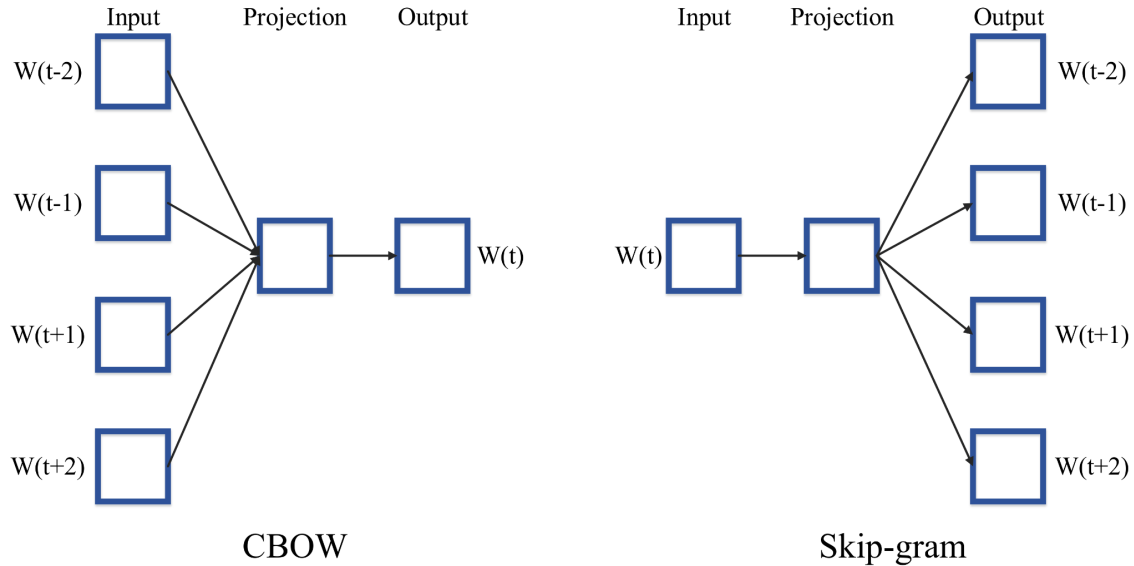 Input Projection Output
W(t-2)
W(t-1)
W(t+1)
W(t+2)
W(t)
CBOW
Input Projection Output
W(t)
W(t-2)
W(t-1)
W(t+1)
W(t+2)
Skip-gram